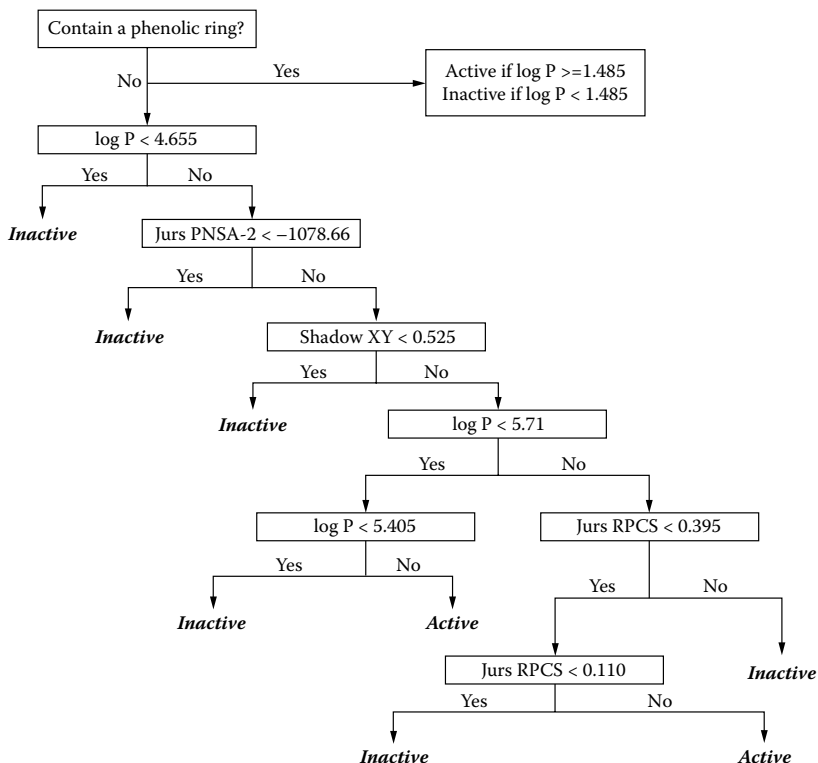 Contain a phenolic ring?
Yes
Active if log P >=1.485
Inactive if log P < 1.485
No
log P < 4.655
Yes
No
Inactive
Jurs PNSA-2 < −1078.66
Yes
No
Inactive
Shadow XY < 0.525
Yes
No
Inactive
log P < 5.71
Yes
No
log P < 5.405
Jurs RPCS < 0.395
Yes
No
Yes
No
Inactive
Active
Jurs RPCS < 0.110
Inactive
Yes
No
Inactive
Active